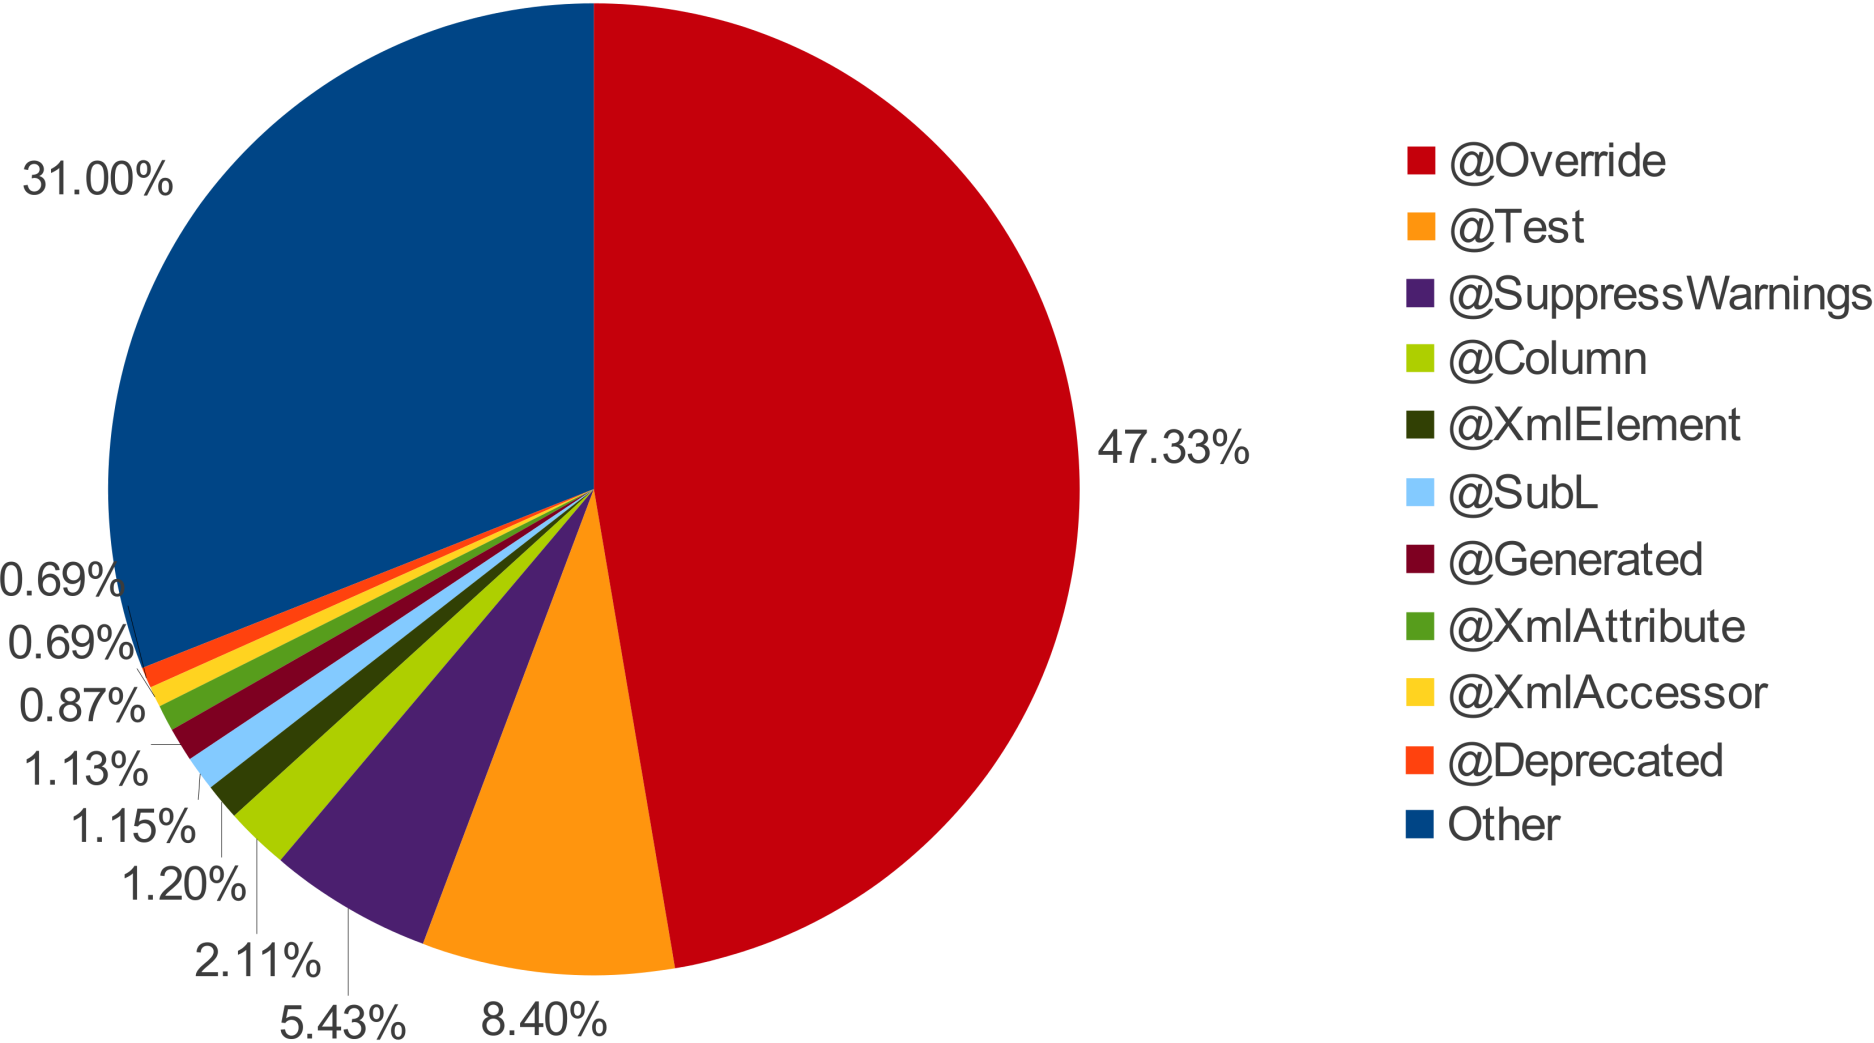 31.00%
47.33%
0.69%
0.69%
0.87%
1.13%
1.15%
1.20%
2.11%
5.43%
8.40%
@Override
@Test
@SuppressWarnings
@Column
@XmlElement
@SubL
@Generated
@XmlAttribute
@XmlAccessor
@Deprecated
Other